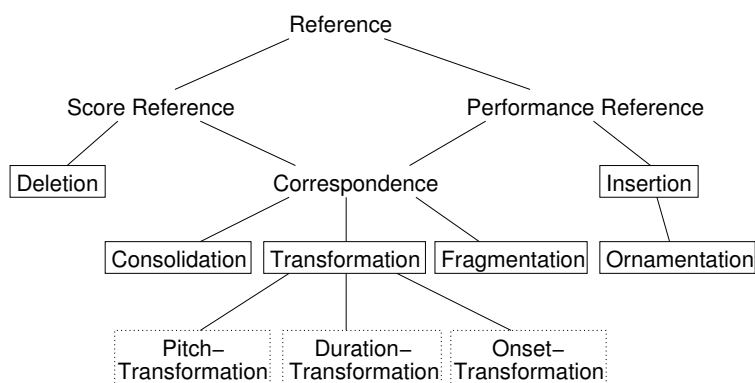 Reference
Score Reference
Performance Reference
Deletion
Correspondence
Insertion
Consolidation
Transformation
Fragmentation
Ornamentation
Pitch−
Transformation
Duration−
Transformation
Onset−
Transformation